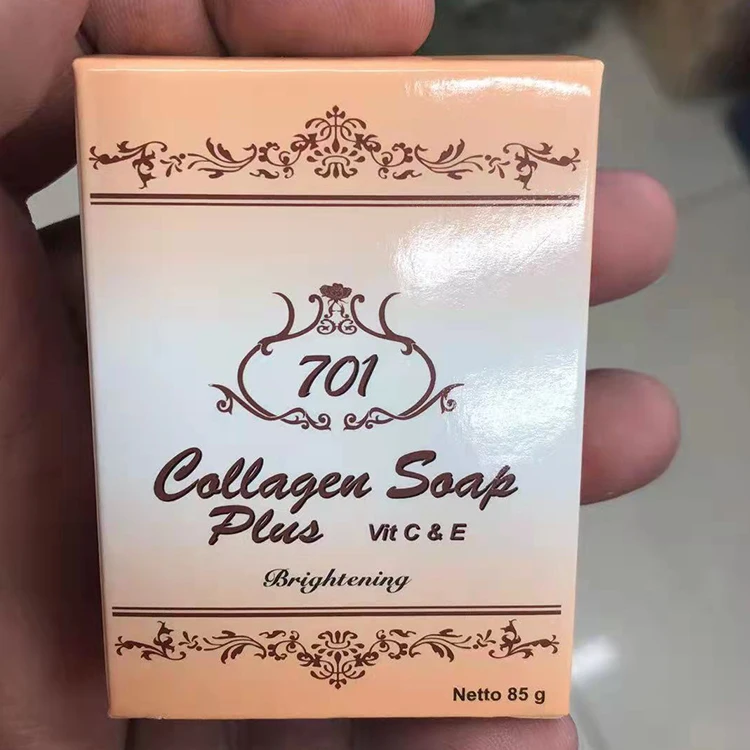 701
Collagen Soap
Plus Vit C & E
Brightening
Netto 85 g